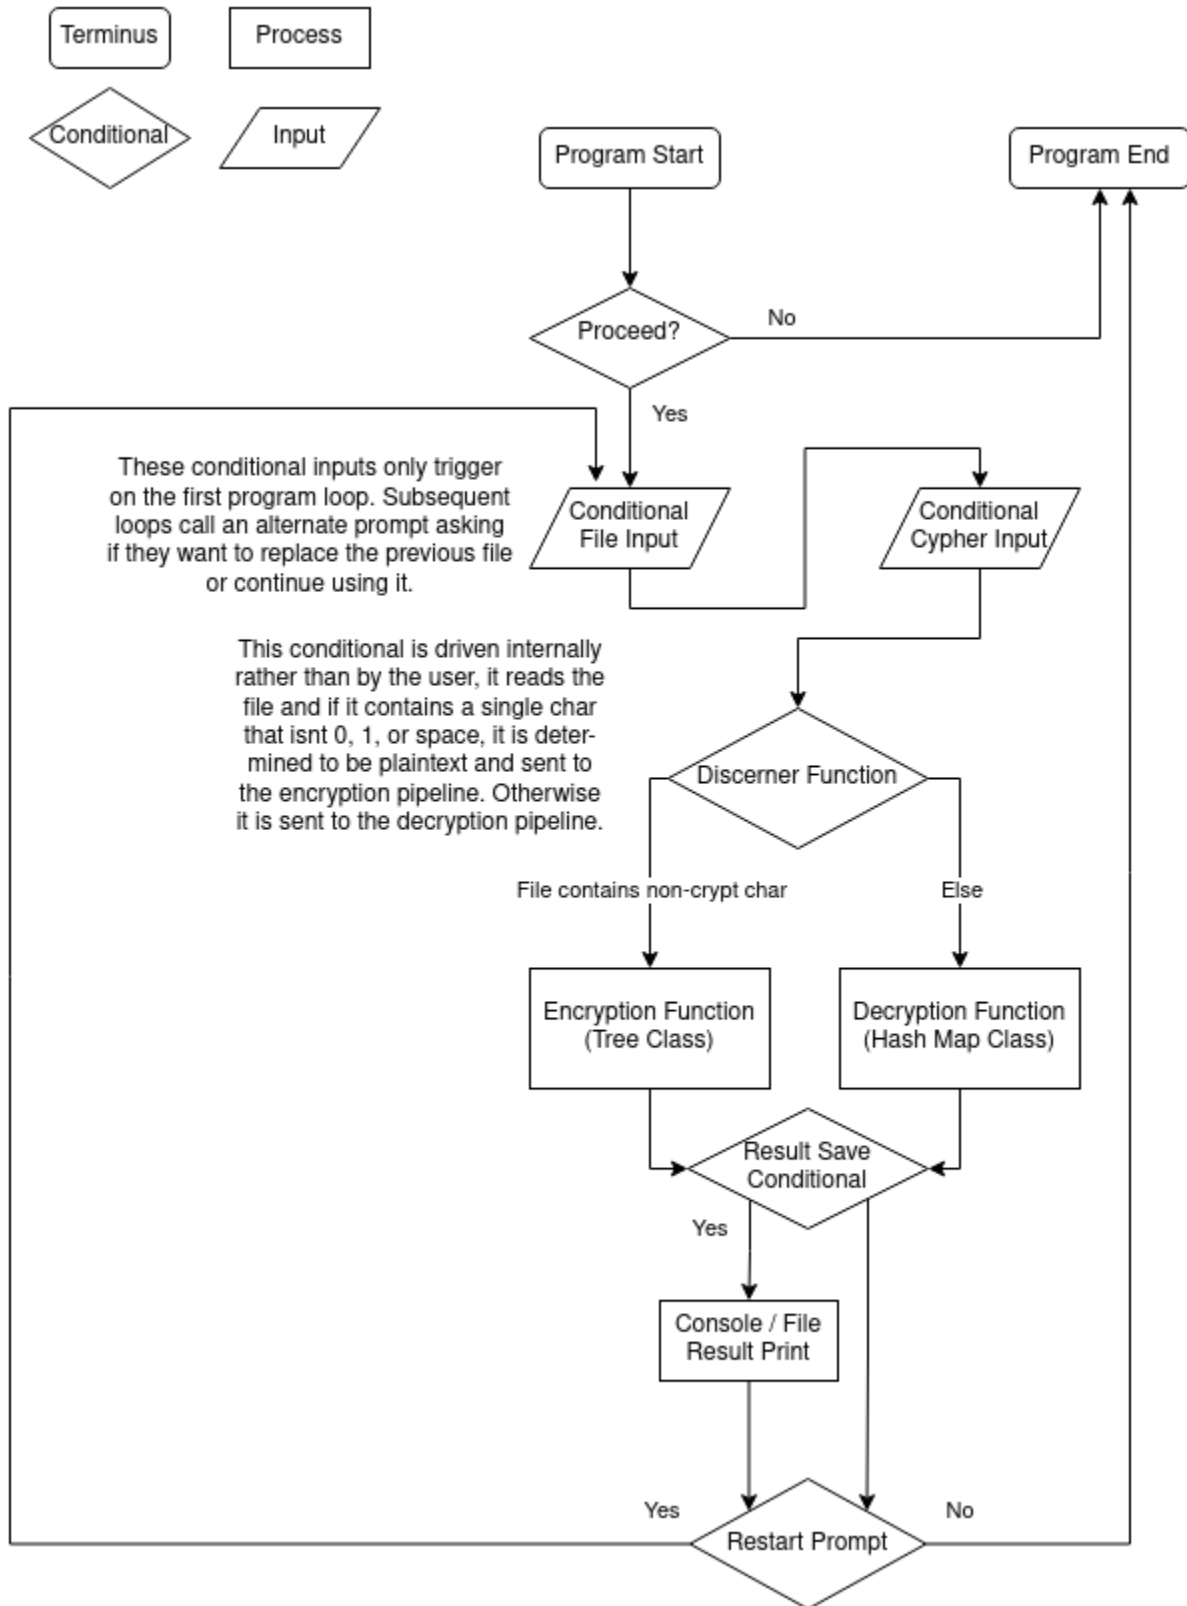 Terminus
Process
Conditional
Input
Program Start
Program End
Proceed?
No
Yes
These conditional inputs only trigger
on the first program loop. Subsequent
loops call an alternate prompt asking
if they want to replace the previous file
or continue using it.
Conditional
File Input
Conditional
Cypher Input
This conditional is driven internally
rather than by the user, it reads the
file and if it contains a single char
that isnt 0, 1, or space, it is deter-
mined to be plaintext and sent to
the encryption pipeline. Otherwise
it is sent to the decryption pipeline.
Discerner Function
File contains non-crypt char
Else
Encryption Function
(Tree Class)
Decryption Function
(Hash Map Class)
Result Save
Conditional
Yes
Console / File
Result Print
Yes
No
Restart Prompt